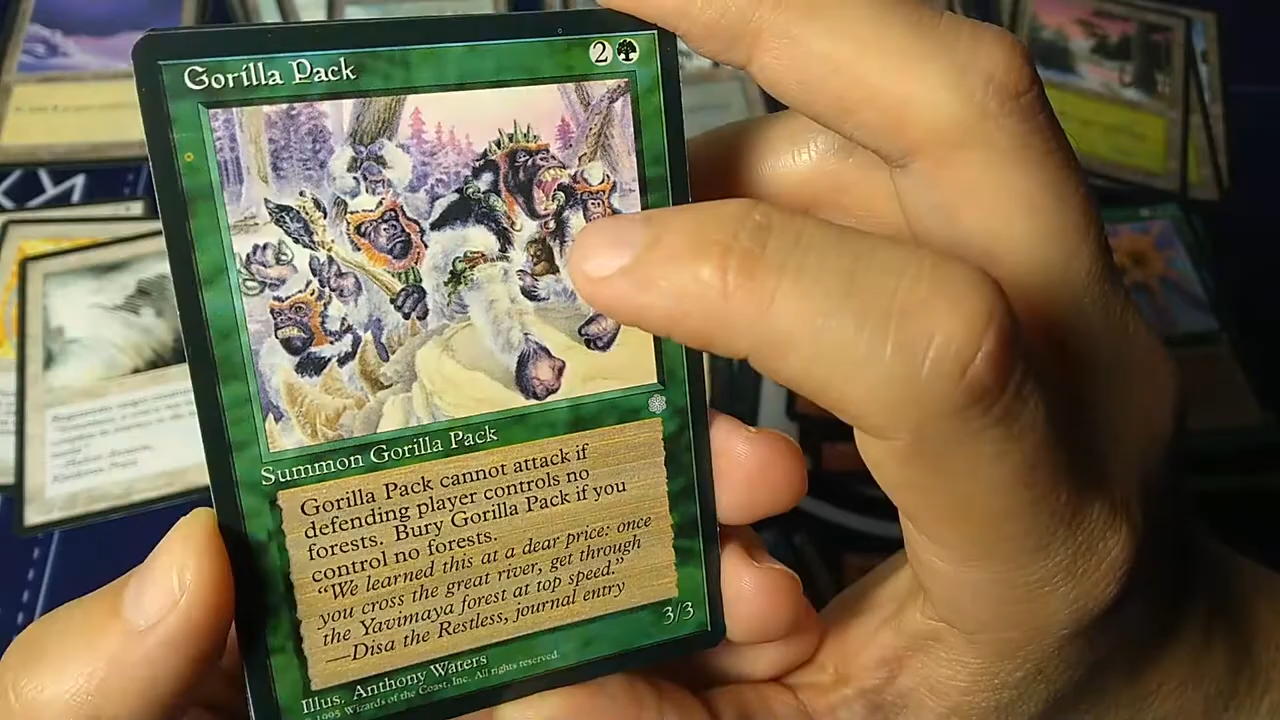 Gorilla Pack
2
Summon Gorilla Pack
Gorilla Pack cannot attack if
defending player controls no
forests. Bury Gorilla Pack if you
control no forests.
"We learned this at a dear price: once
you cross the great river, get through
the Yavimaya forest at top speed."
—Disa the Restless, journal entry
3/3
Illus. Anthony Waters
© 1995 Wizards of the Coast, Inc. All rights reserved.